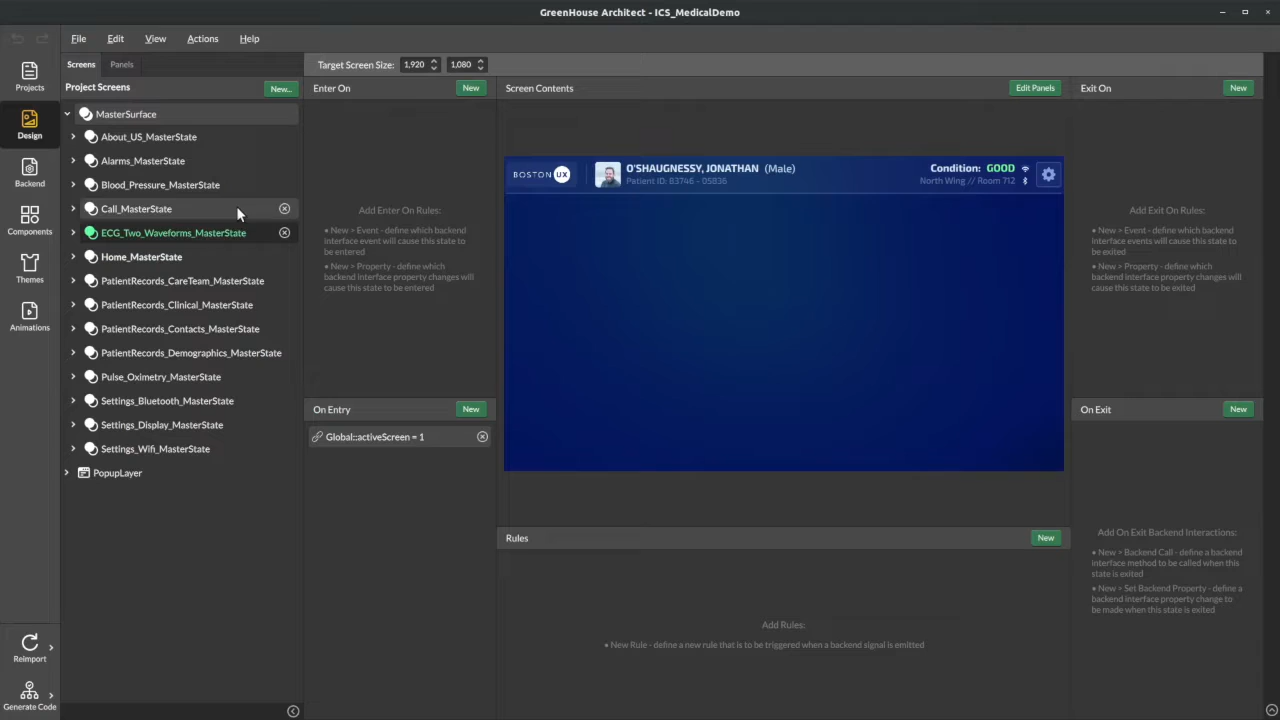 GreenHouse Architect - ICS_MedicalDemo
File Edit View Actions Help
Screens Panels
Target Screen Size: 1,920 1,080
Projects
Design
Backend
Components
Themes
Animations
Reimport
Generate Code
Project Screens New...
MasterSurface
About_US_MasterState
Alarms_MasterState
Blood_Pressure_MasterState
Call_MasterState
ECG_Two_Waveforms_MasterState
Home_MasterState
PatientRecords_CareTeam_MasterState
PatientRecords_Clinical_MasterState
PatientRecords_Contacts_MasterState
PatientRecords_Demographics_MasterState
Pulse_Oximetry_MasterState
Settings_Bluetooth_MasterState
Settings_Display_MasterState
Settings_Wifi_MasterState
PopupLayer
Enter On New
Add Enter On Rules:
• New > Event - define which backend
interface event will cause this state to
be entered
• New > Property - define which
backend interface property changes will
cause this state to be entered
On Entry New
Global::activeScreen = 1
Screen Contents Edit Panels
BOSTON UX
O'SHAUGNESSY, JONATHAN (Male)
Patient ID: 83746 - 05836
Condition: GOOD
North Wing // Room 712
Rules New
Add Rules:
• New Rule - define a new rule that is to be triggered when a backend signal is emitted
Exit On New
Add Exit On Rules:
• New > Event - define which backend
interface events will cause this state to be
exited
• New > Property - define which backend
interface property changes will cause this
state to be exited
On Exit New
Add On Exit Backend Interactions:
• New > Backend Call - define a backend
interface method to be called when this
state is exited
• New > Set Backend Property - define a
backend interface property change to
be made when this state is exited